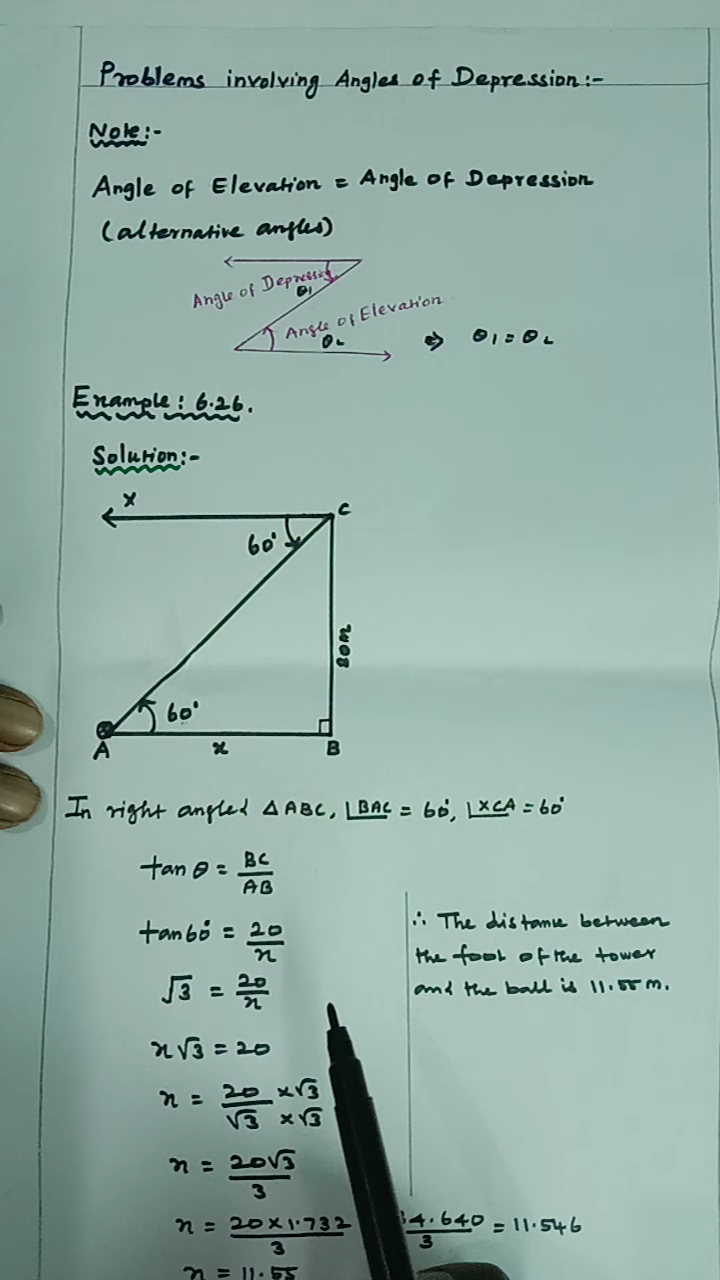 Problems involving Angles of Depression:-
Note:-
Angle of Elevation = Angle of Depression
(alternative angles)
Angle of Depression
θ1
Angle of Elevation
θ2
⇒ θ1 = θ2
Example: 6.26.
Solution:-
X
C
60°
20m
60°
A
x
B
In right angled ΔABC, ∠BAC = 60°, ∠XCA = 60°
tan θ = BC/AB
tan 60° = 20/x
√3 = 20/x
x√3 = 20
x = 20/√3 × √3/√3
x = 20√3/3
x = 20×1.732/3 34.640/3 = 11.546
x = 11.55
∴ The distance between
the foot of the tower
and the ball is 11.55m.